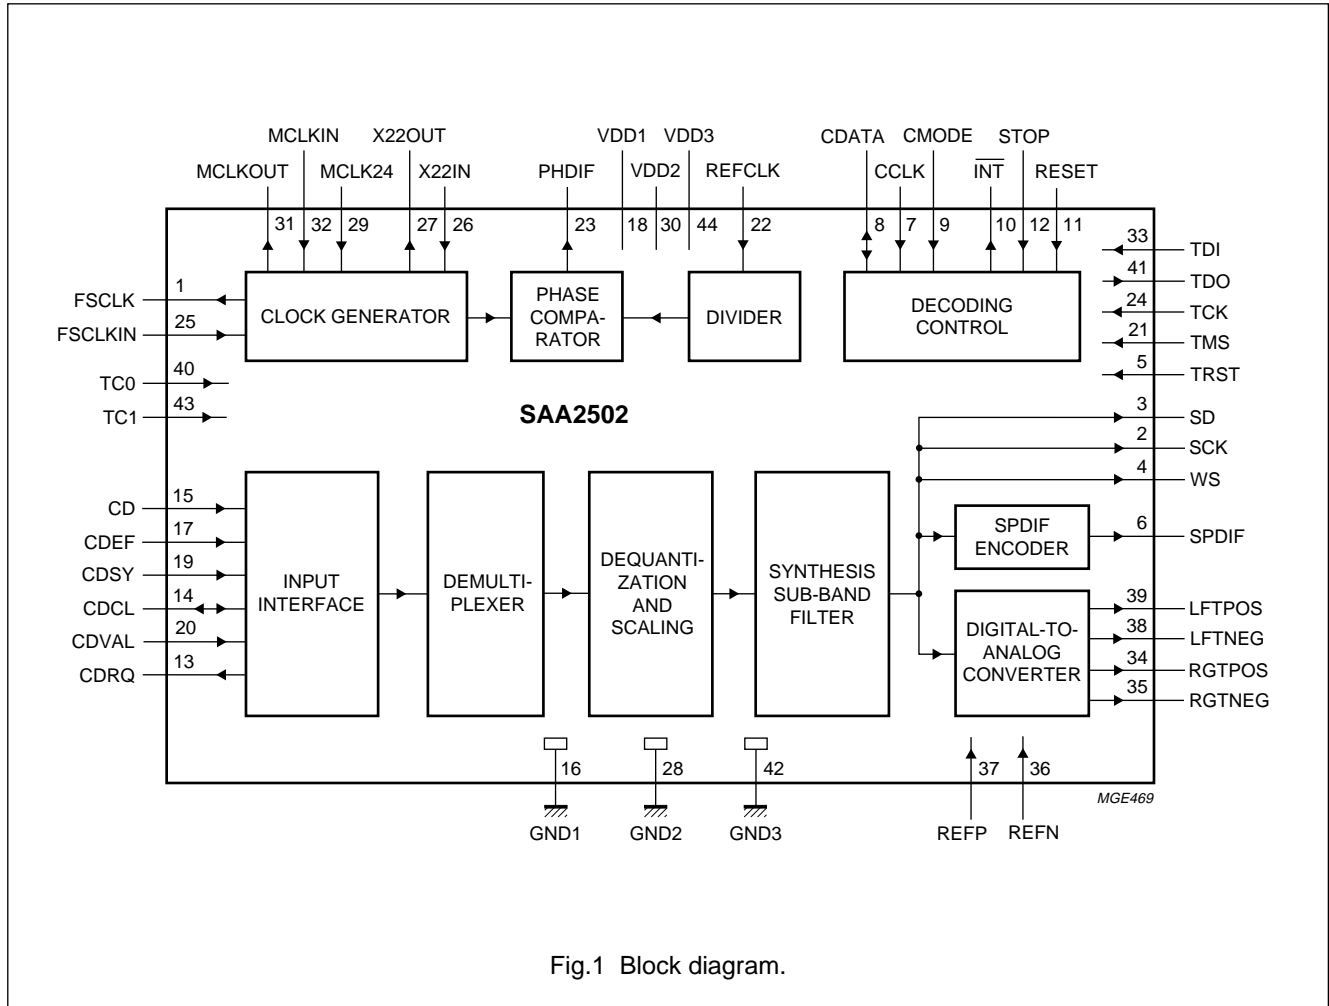 MCLKIN X22OUT VDD1 VDD3 CDATA CMODE STOP
MCLKOUT MCLK24 X22IN PHDIF VDD2 REFCLK CCLK INT RESET
31 32 29 27 26 23 18 30 44 22 8 7 9 10 12 11
33 TDI
41 TDO
24 TCK
21 TMS
5 TRST
FSCLK 1
FSCLKIN 25
TC0 40
TC1 43
CLOCK GENERATOR
PHASE
COMPA-
RATOR
DIVIDER
DECODING
CONTROL
SAA2502
3 SD
2 SCK
4 WS
CD 15
CDEF 17
CDSY 19
CDCL 14
CDVAL 20
CDRQ 13
INPUT
INTERFACE
DEMULTI-
PLEXER
DEQUANTI-
ZATION
AND
SCALING
SYNTHESIS
SUB-BAND
FILTER
SPDIF
ENCODER
6 SPDIF
DIGITAL-TO-
ANALOG
CONVERTER
39 LFTPOS
38 LFTNEG
34 RGTPOS
35 RGTNEG
16 28 42 37 36
MGE469
GND1 GND2 GND3 REFP REFN
Fig.1 Block diagram.